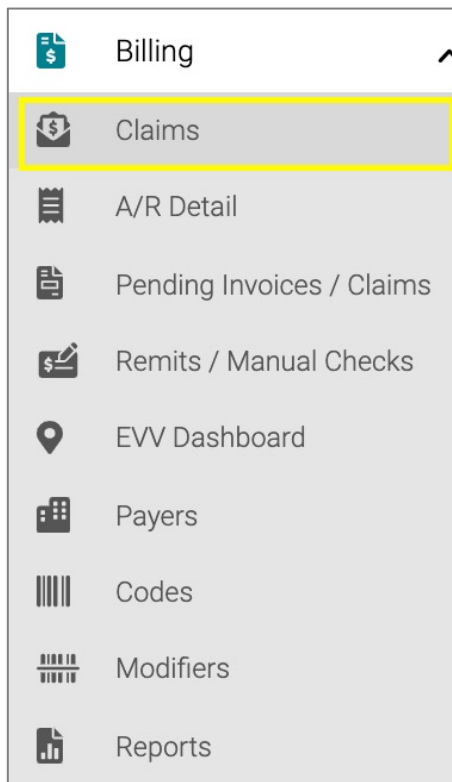 Billing
Claims
A/R Detail
Pending Invoices / Claims
Remits / Manual Checks
EVV Dashboard
Payers
Codes
Modifiers
Reports